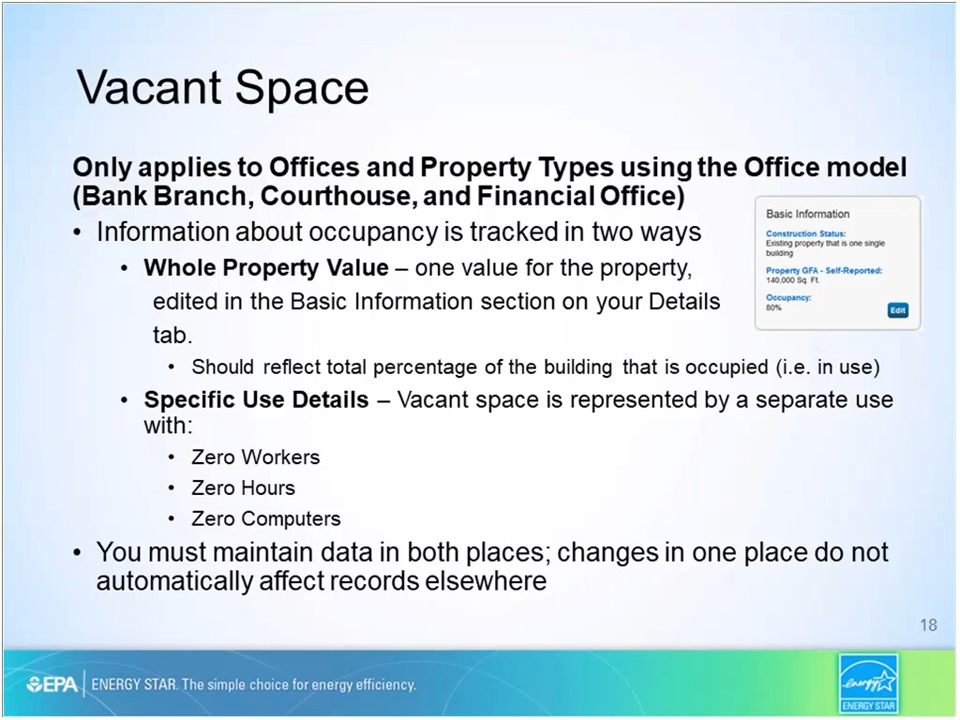 Vacant Space
Only applies to Offices and Property Types using the Office model
(Bank Branch, Courthouse, and Financial Office)
• Information about occupancy is tracked in two ways
• Whole Property Value – one value for the property,
edited in the Basic Information section on your Details
tab.
• Should reflect total percentage of the building that is occupied (i.e. in use)
• Specific Use Details – Vacant space is represented by a separate use
with:
• Zero Workers
• Zero Hours
• Zero Computers
• You must maintain data in both places; changes in one place do not
automatically affect records elsewhere
Basic Information
Construction Status:
Existing property that is one single
building
Property GFA - Self-Reported:
140,000 Sq. Ft.
Occupancy:
80%
Edit
18
EPA ENERGY STAR. The simple choice for energy efficiency.
energy
ENERGY STAR